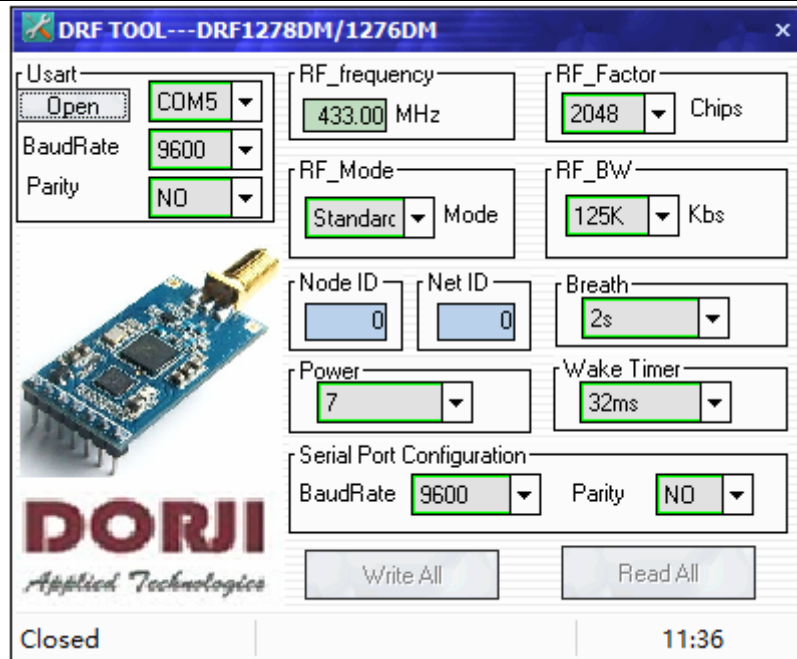 DRF TOOL---DRF1278DM/1276DM
Usart
Open COM5
BaudRate 9600
Parity NO
RF_frequency
433.00 MHz
RF_Factor
2048 Chips
RF_Mode
Standarc Mode
RF_BW
125K Kbs
Node ID
0
Net ID
0
Breath
2s
Power
7
Wake Timer
32ms
Serial Port Configuration
BaudRate 9600 Parity NO
DORJI
Applied Technologies
Write All Read All
Closed 11:36